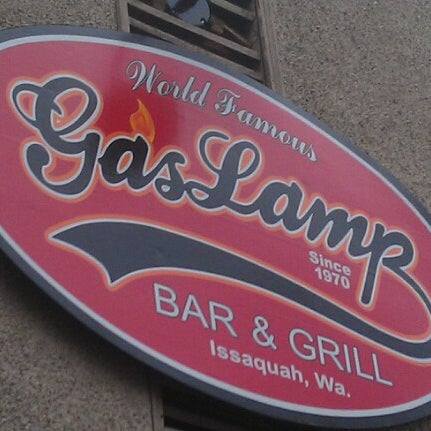 World Famous
GasLamp
Since
1970
BAR & GRILL
Issaquah, Wa.